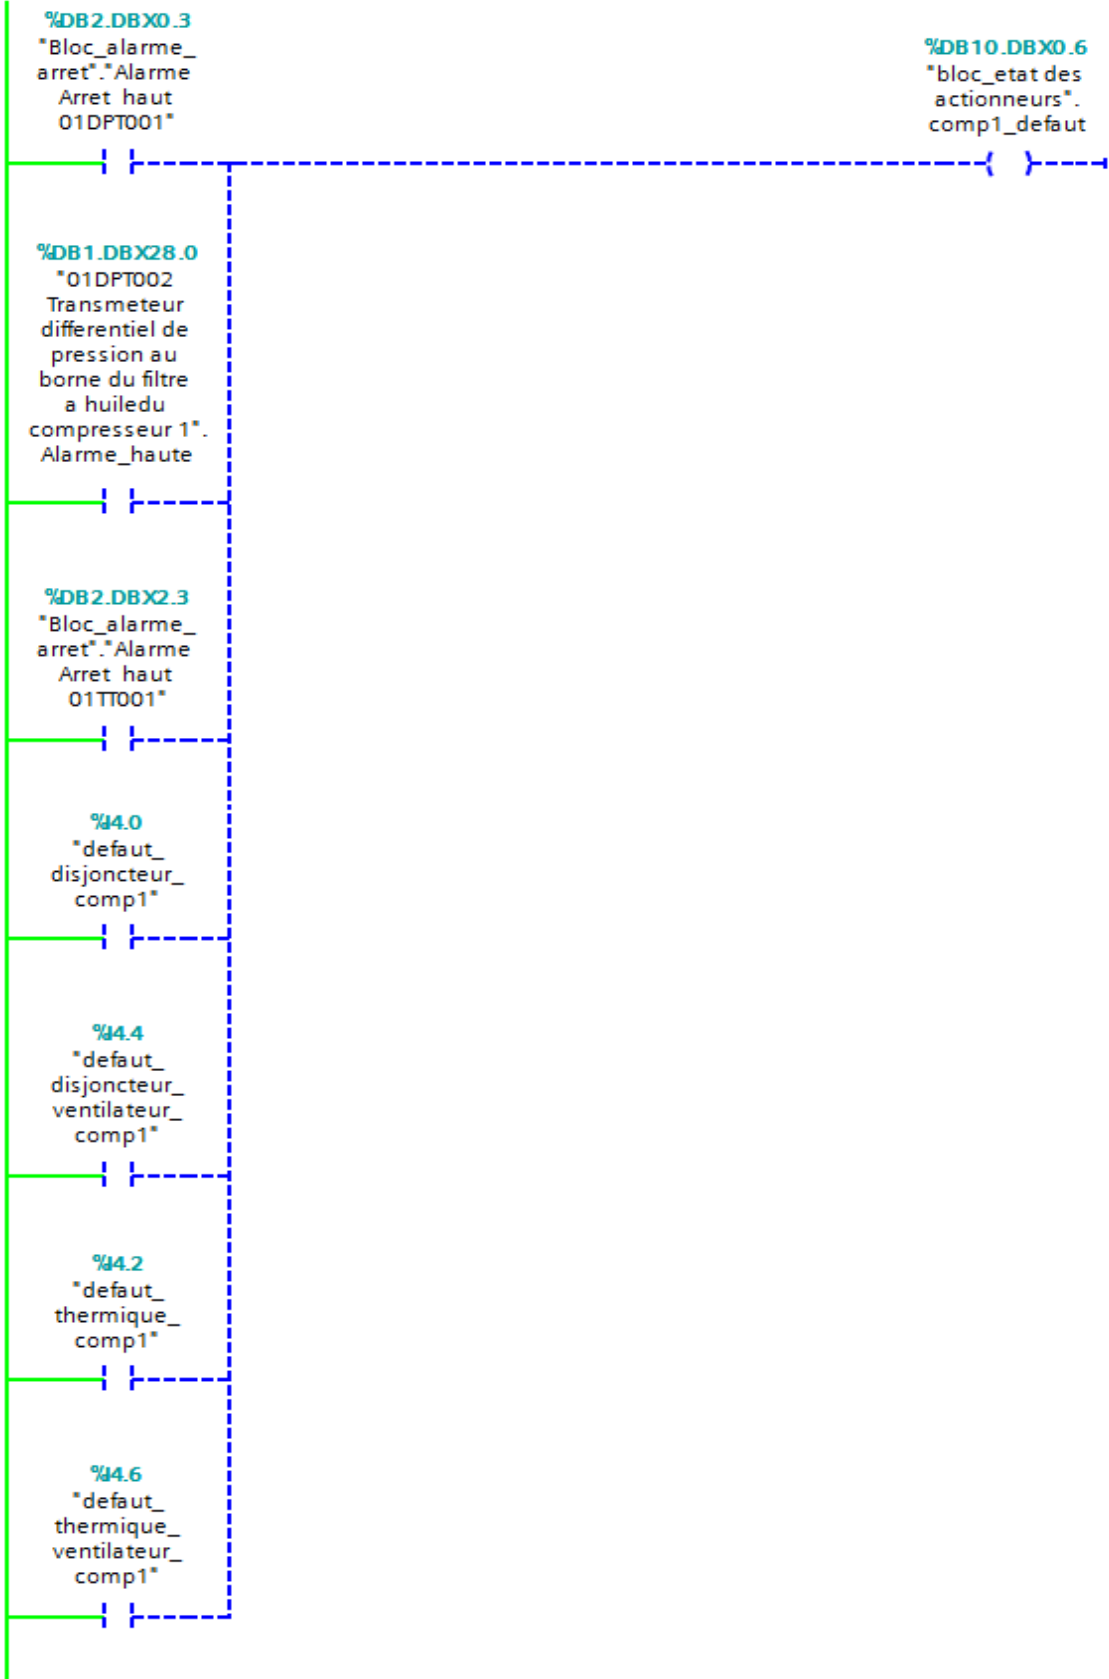 %DB2.DBX0.3
"Bloc_alarme_
arret"."Alarme
Arret haut
01DPT001"
%DB10.DBX0.6
"bloc_etat des
actionneurs".
comp1_defaut
%DB1.DBX28.0
"01DPT002
Transmeteur
differentiel de
pression au
borne du filtre
a huiledu
compresseur 1".
Alarme_haute
%DB2.DBX2.3
"Bloc_alarme_
arret"."Alarme
Arret haut
01TT001"
%I4.0
"defaut_
disjoncteur_
comp1"
%I4.4
"defaut_
disjoncteur_
ventilateur_
comp1"
%I4.2
"defaut_
thermique_
comp1"
%I4.6
"defaut_
thermique_
ventilateur_
comp1"